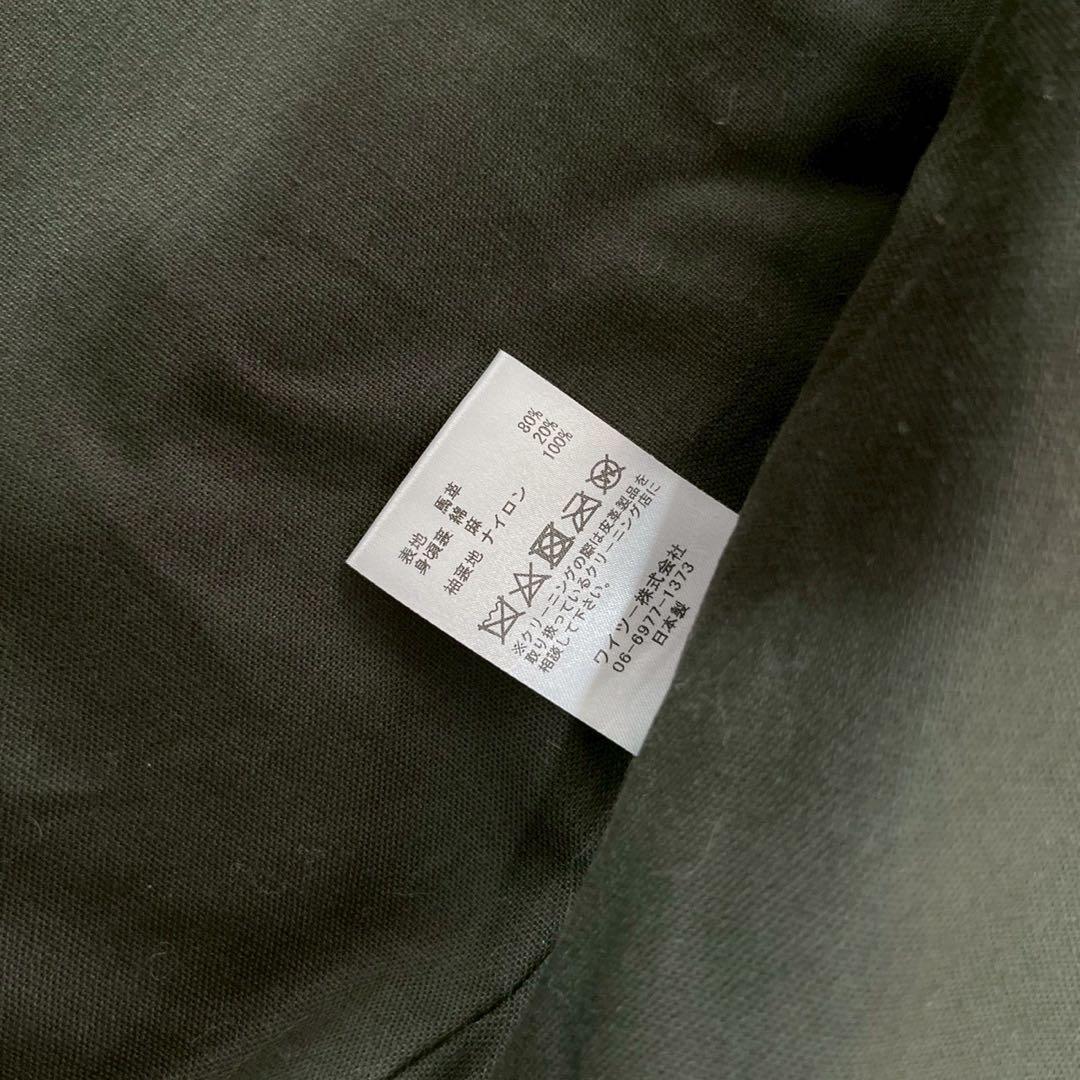 表地 馬革
身頃裏 綿 80%
麻 20%
袖裏地 ナイロン 100%
※クリーニングの際は皮革製品を
取り扱っているクリーニング店に
相談して下さい。
ワイツー株式会社
06-6977-1373
日本製